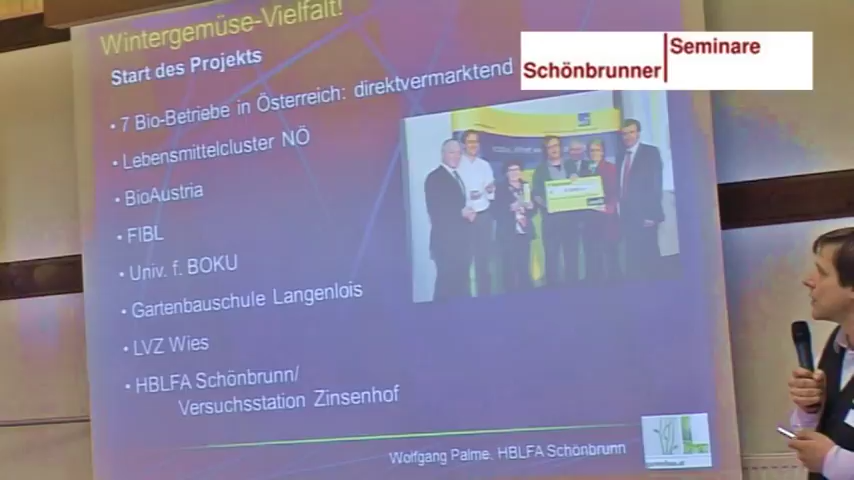 Wintergemüse-Vielfalt!
Start des Projekts
Schönbrunner Seminare
• 7 Bio-Betriebe in Österreich: direktvermarktend
• Lebensmittelcluster NÖ
• BioAustria
• FIBL
• Univ. f. BOKU
• Gartenbauschule Langenlois
• LVZ Wies
• HBLFA Schönbrunn/
Versuchsstation Zinsenhof
Wolfgang Palme, HBLFA Schönbrunn